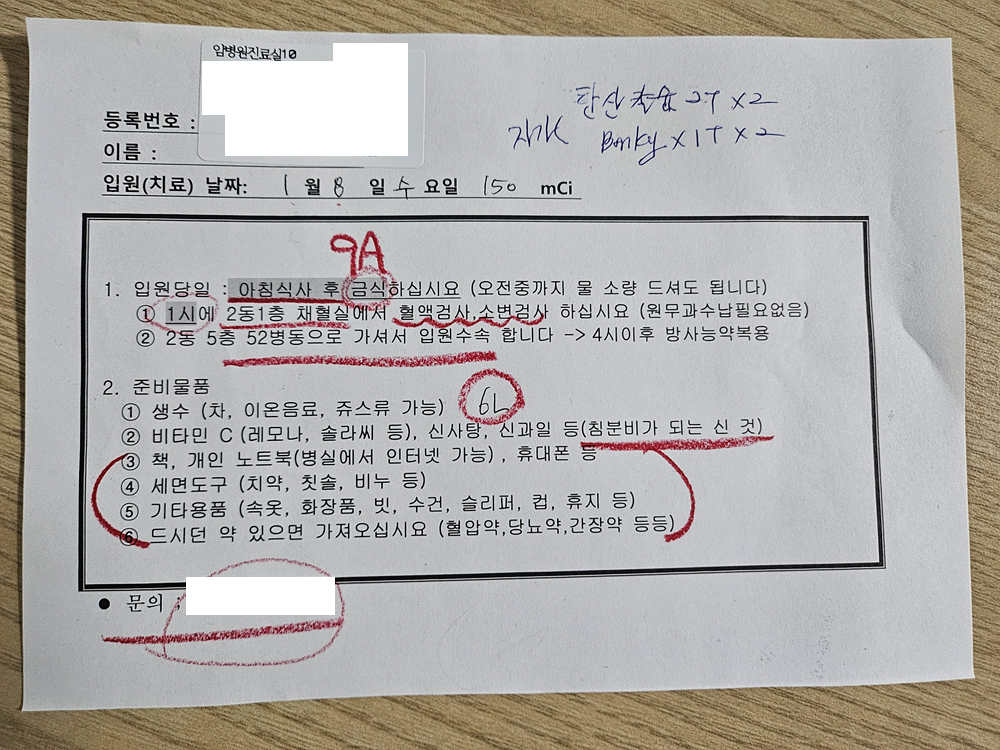 암병원진료실10
탄산칼슘 2T x 2
자가 Bonky x 1T x 2
등록번호 :
이름 :
입원(치료) 날짜: 1 월 8 일 수 요일 150 mCi
9A
1. 입원당일 : 아침식사 후 금식하십시요 (오전중까지 물 소량 드셔도 됩니다)
① 1시에 2동1층 채혈실에서 혈액검사,소변검사 하십시요 (원무과수납필요없음)
② 2동 5층 52병동으로 가셔서 입원수속 합니다 -> 4시이후 방사능약복용
2. 준비물품
① 생수 (차, 이온음료, 쥬스류 가능) 6L
② 비타민 C (레모나, 솔라씨 등), 신사탕, 신과일 등(침분비가 되는 신 것)
③ 책, 개인 노트북(병실에서 인터넷 가능) , 휴대폰 등
④ 세면도구 (치약, 칫솔, 비누 등)
⑤ 기타용품 (속옷, 화장품, 빗, 수건, 슬리퍼, 컵, 휴지 등)
⑥ 드시던 약 있으면 가져오십시요 (혈압약,당뇨약,간장약 등등)
● 문의 :